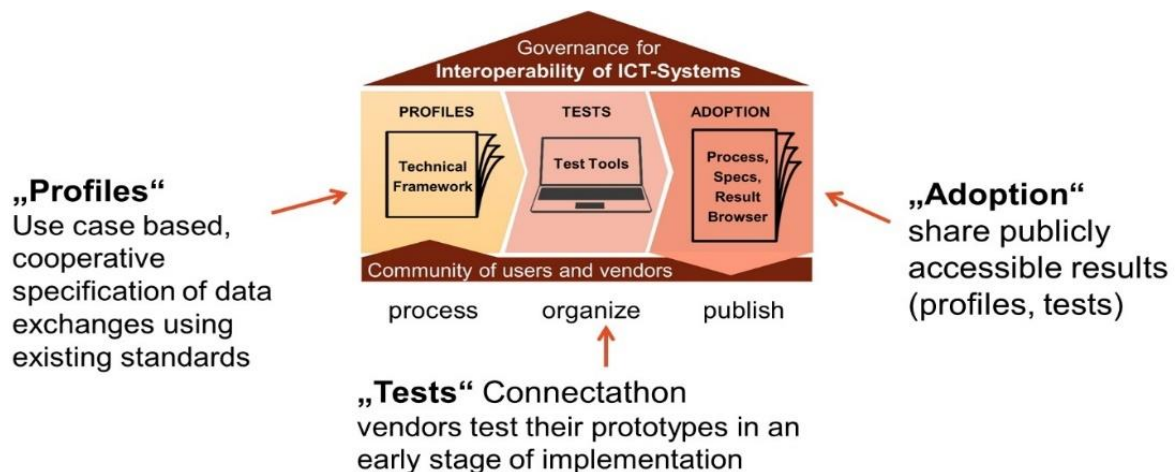 Governance for
Interoperability of ICT-Systems
PROFILES
TESTS
ADOPTION
Technical
Framework
Test Tools
Process,
Specs,
Result
Browser
Community of users and vendors
process
organize
publish
„Profiles“
Use case based,
cooperative
specification of data
exchanges using
existing standards
„Tests“ Connectathon
vendors test their prototypes in an
early stage of implementation
„Adoption“
share publicly
accessible results
(profiles, tests)